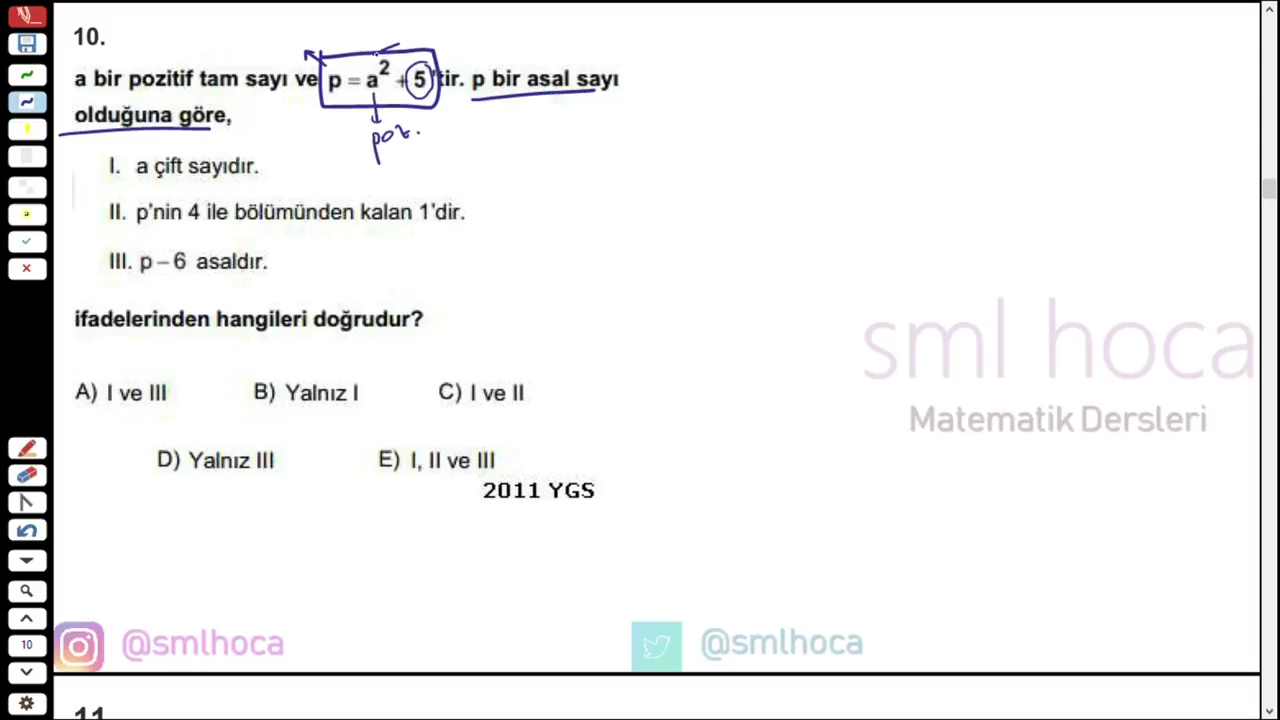 10.
a bir pozitif tam sayı ve p = a² + 5 'tir. p bir asal sayı
olduğuna göre,
poz.
I. a çift sayıdır.
II. p'nin 4 ile bölümünden kalan 1'dir.
III. p – 6 asaldır.
ifadelerinden hangileri doğrudur?
A) I ve III B) Yalnız I C) I ve II
D) Yalnız III E) I, II ve III
2011 YGS
sml hoca
Matematik Dersleri
10
@smlhoca @smlhoca
11